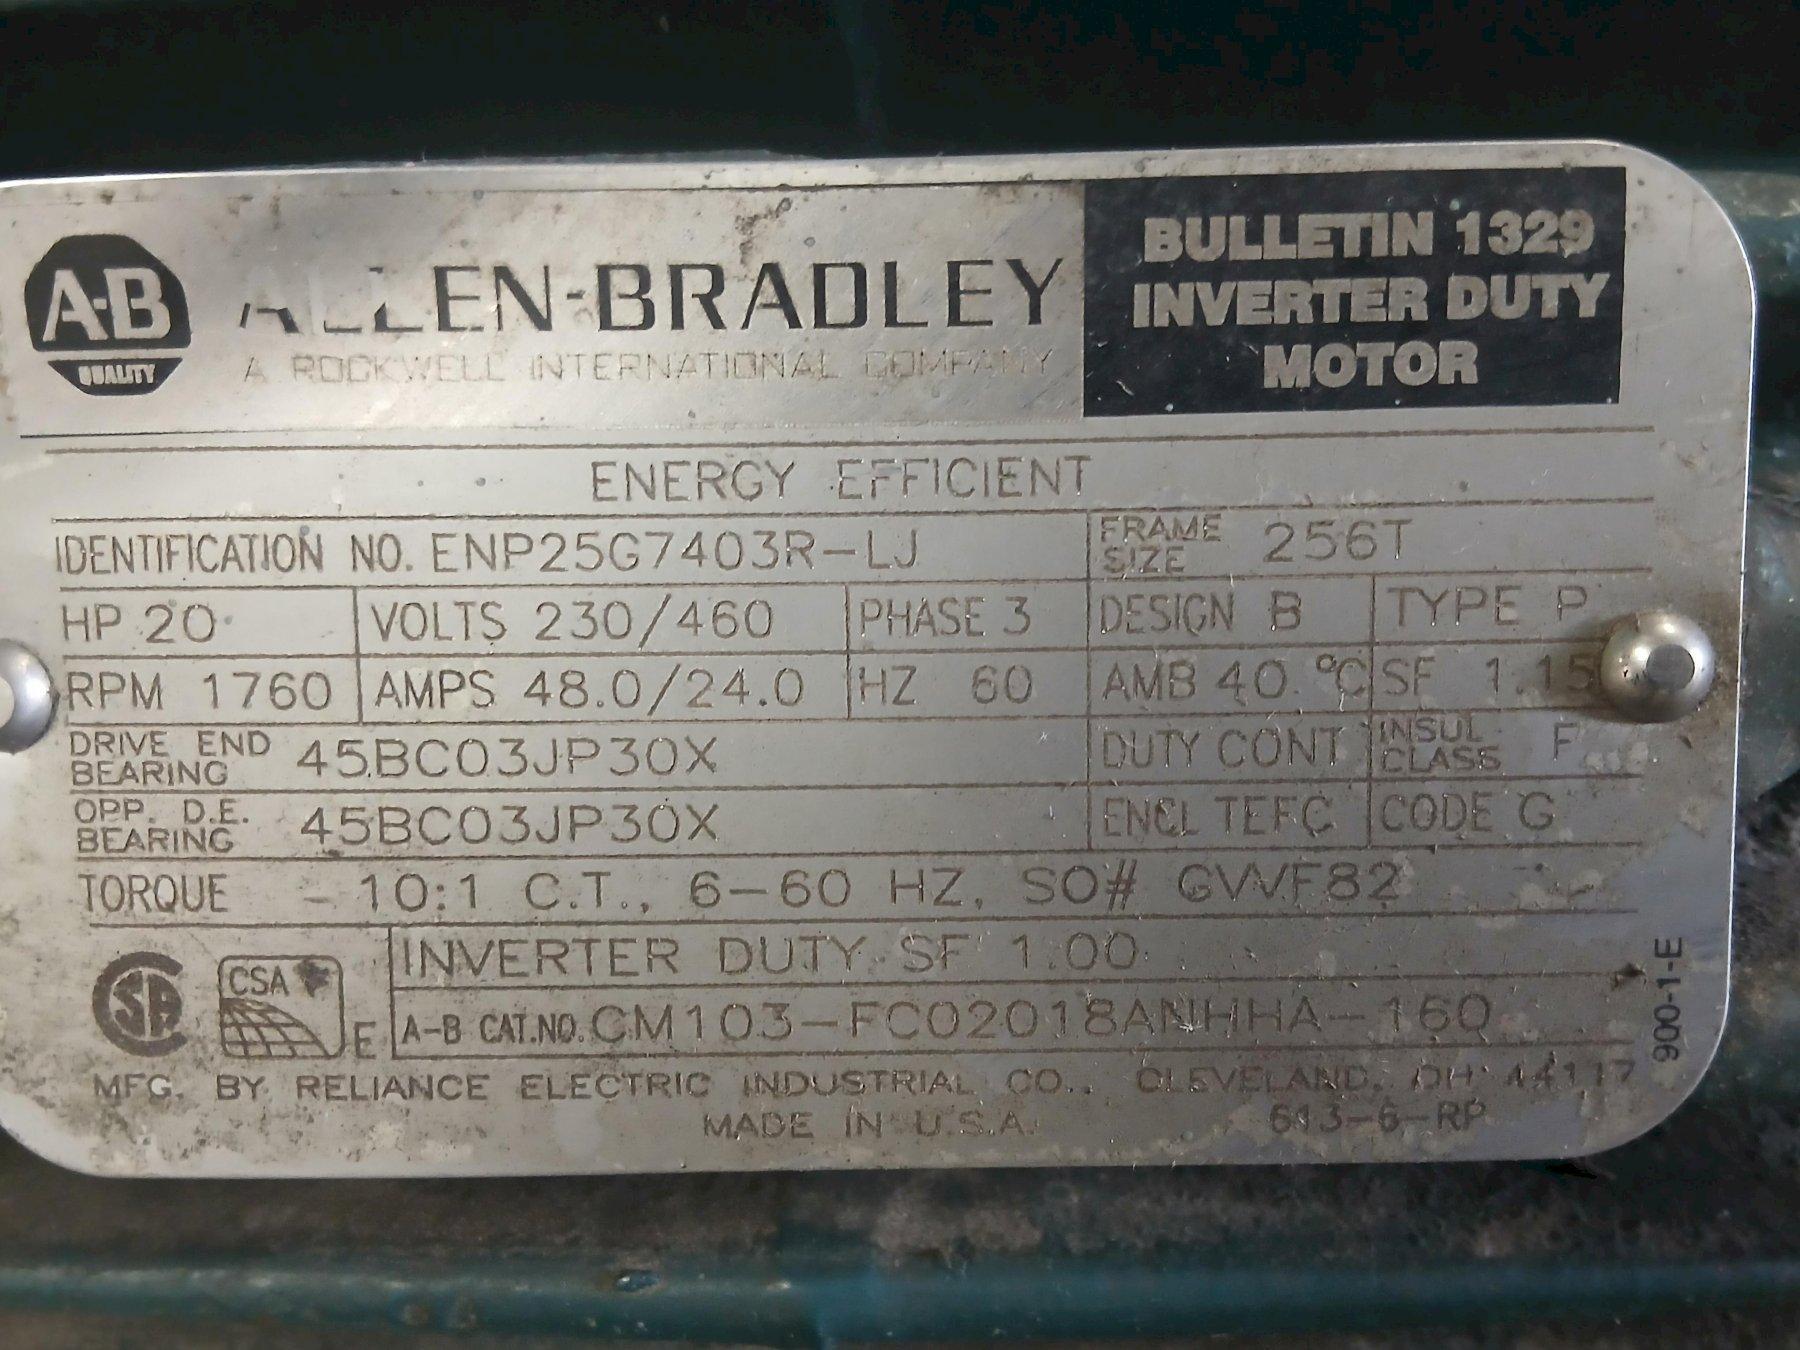 A-B
QUALITY
ALLEN-BRADLEY
A ROCKWELL INTERNATIONAL COMPANY
BULLETIN 1329
INVERTER DUTY
MOTOR
ENERGY EFFICIENT
IDENTIFICATION NO. ENP25G7403R-LJ
FRAME SIZE 256T
HP 20 VOLTS 230/460 PHASE 3 DESIGN B TYPE P
RPM 1760 AMPS 48.0/24.0 HZ 60 AMB 40 °C SF 1.15
DRIVE END BEARING 45BC03JP30X DUTY CONT INSUL CLASS F
OPP. D.E. BEARING 45BC03JP30X ENCL TEFC CODE G
TORQUE - 10:1 C.T., 6-60 HZ, SO# GVVF82
INVERTER DUTY SF 1.00
SA
CSA
E
A-B CAT.NO. CM103-FC02018ANHHA-160
MFG. BY RELIANCE ELECTRIC INDUSTRIAL CO., CLEVELAND, OH 44117
MADE IN U.S.A.
613-6-RP
900-1-E